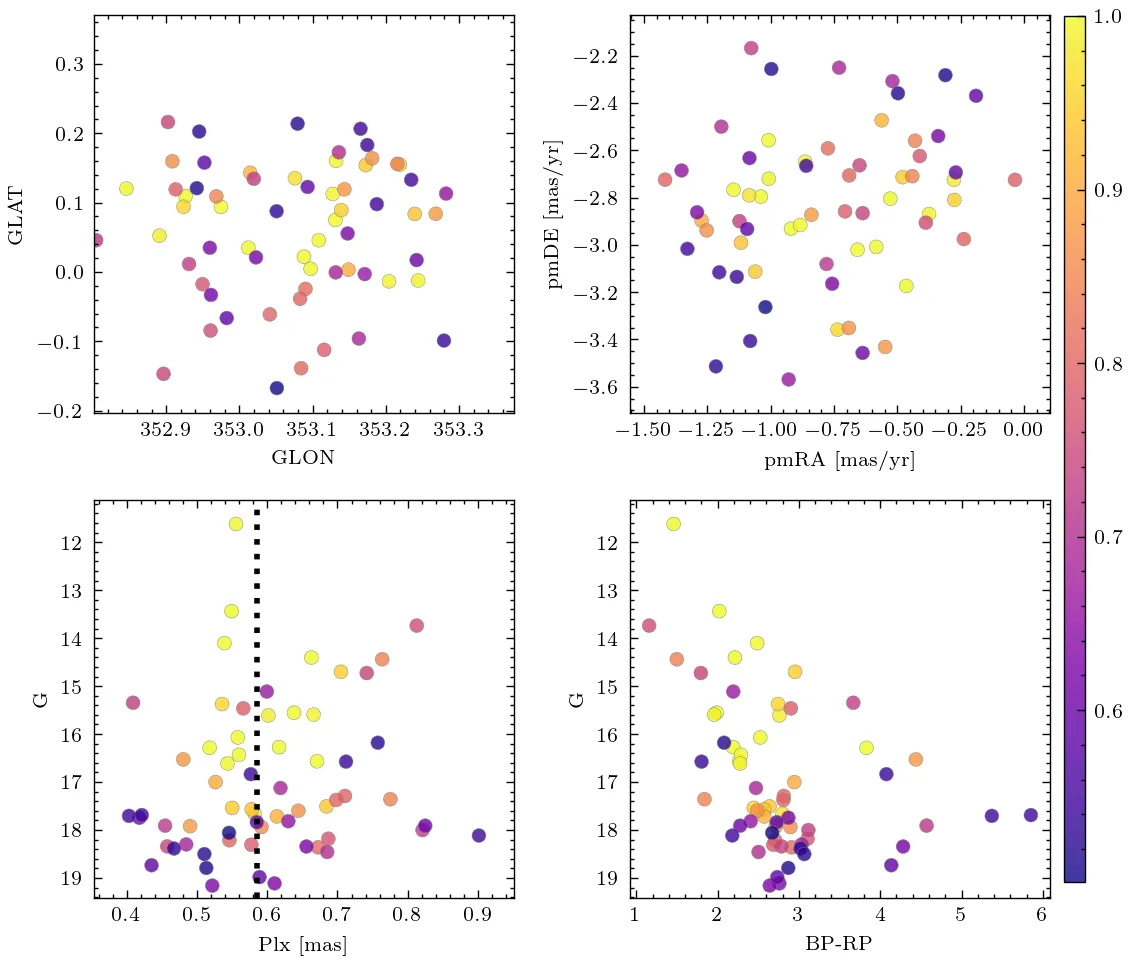 0.3
0.2
0.1
0.0
−0.1
−0.2
GLAT
352.9 353.0 353.1 353.2 353.3
GLON
−2.2
−2.4
−2.6
−2.8
−3.0
−3.2
−3.4
−3.6
pmDE [mas/yr]
−1.50 −1.25 −1.00 −0.75 −0.50 −0.25 0.00
pmRA [mas/yr]
12
13
14
15
16
17
18
19
G
0.4 0.5 0.6 0.7 0.8 0.9
Plx [mas]
12
13
14
15
16
17
18
19
G
1 2 3 4 5 6
BP-RP
1.0
0.9
0.8
0.7
0.6